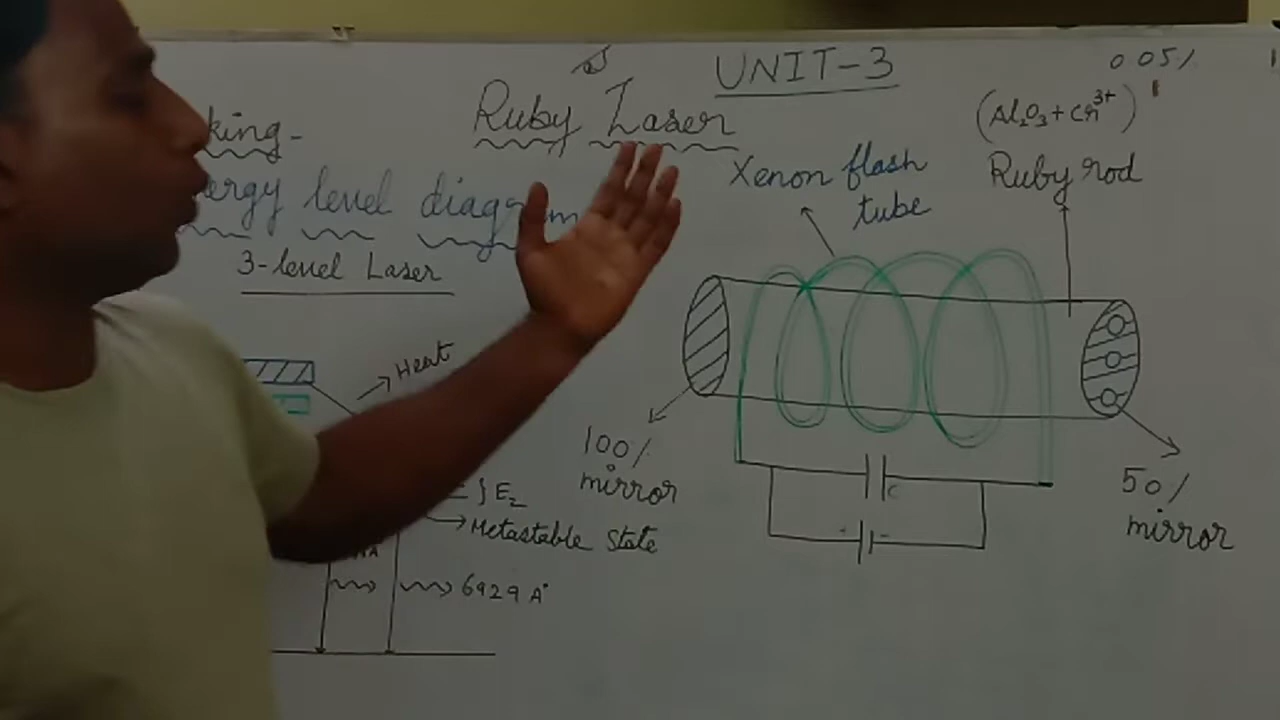 UNIT-3
0.05%
Ruby Laser
king-
ergy level diagram
3-level Laser
(Al₂O₃+Cr³⁺)
Ruby rod
Xenon flash
tube
Heat
100%
mirror
50%
mirror
C
+ -
E₂
Metastable State
6929 A°